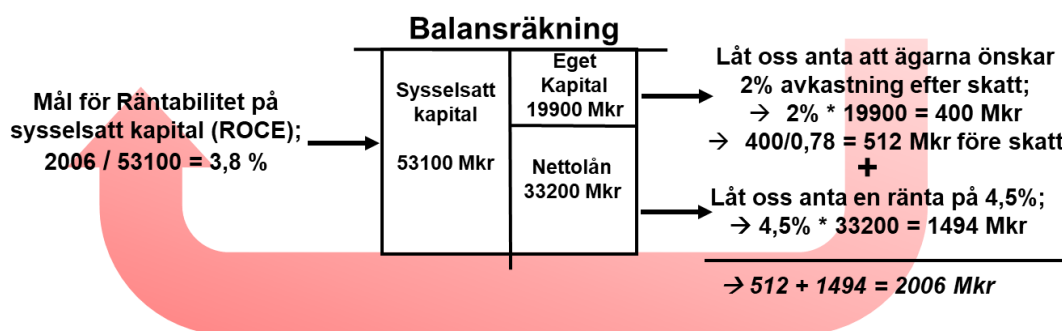 Balansräkning
Mål för Räntabilitet på
sysselsatt kapital (ROCE);
2006 / 53100 = 3,8 %
Sysselsatt
kapital
53100 Mkr
Eget
Kapital
19900 Mkr
Nettolån
33200 Mkr
Låt oss anta att ägarna önskar
2% avkastning efter skatt;
→ 2% * 19900 = 400 Mkr
→ 400/0,78 = 512 Mkr före skatt
+
Låt oss anta en ränta på 4,5%;
→ 4,5% * 33200 = 1494 Mkr
→ 512 + 1494 = 2006 Mkr